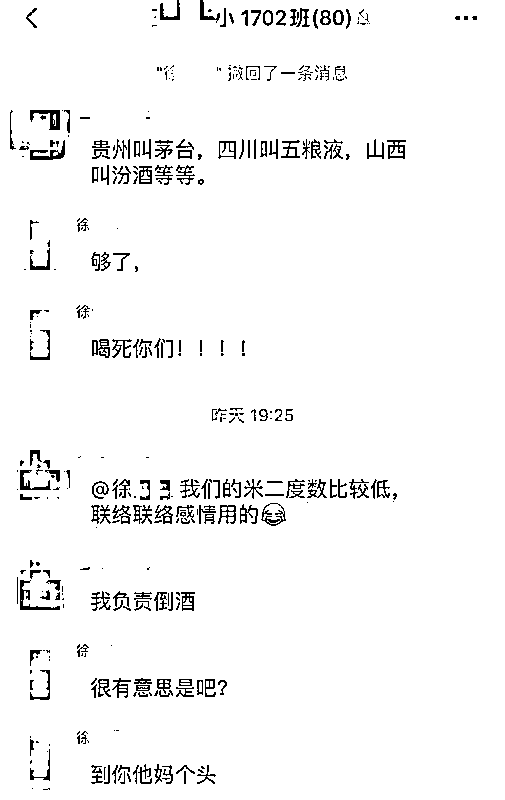 小1702班(80)
"徐 " 撤回了一条消息
贵州叫茅台，四川叫五粮液，山西
叫汾酒等等。
徐
够了，
徐
喝死你们！！！！
昨天 19:25
@徐 我们的米二度数比较低，
联络联络感情用的😂
我负责倒酒
徐
很有意思是吧？
徐
到你他妈个头